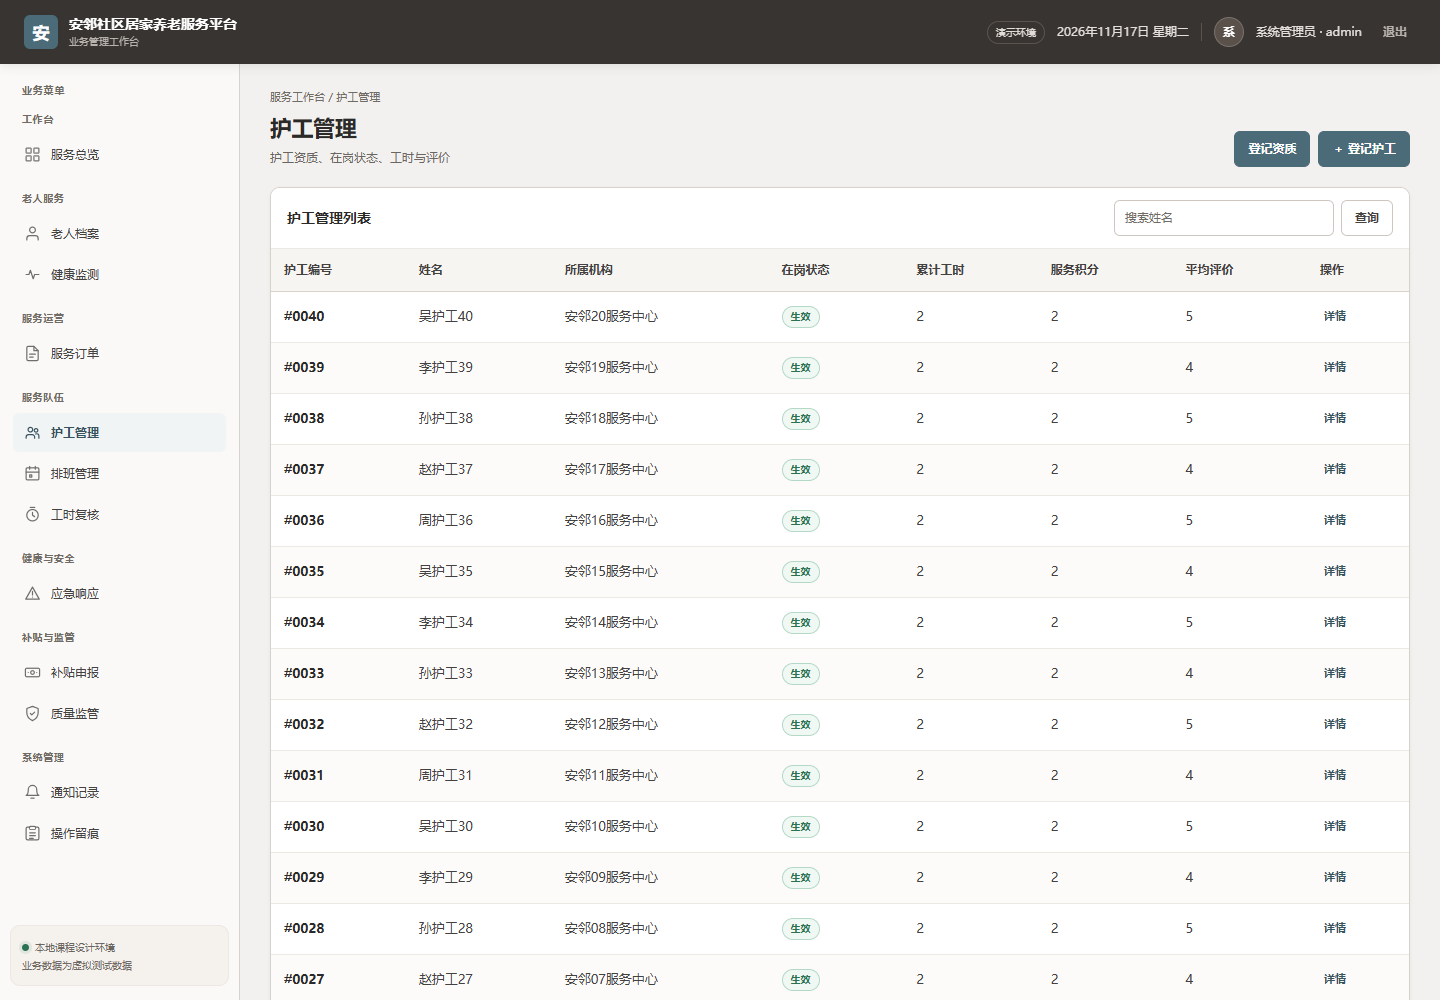 安
安邻社区居家养老服务平台
业务管理工作台
演示环境
2026年11月17日 星期二
系
系统管理员 · admin
退出
业务菜单
工作台
服务总览
老人服务
老人档案
健康监测
服务运营
服务订单
服务队伍
护工管理
排班管理
工时复核
健康与安全
应急响应
补贴与监管
补贴申报
质量监管
系统管理
通知记录
操作留痕
本地课程设计环境
业务数据为虚拟测试数据
服务工作台 / 护工管理
护工管理
护工资质、在岗状态、工时与评价
登记资质
+ 登记护工
护工管理列表
搜索姓名
查询
护工编号 姓名 所属机构 在岗状态 累计工时 服务积分 平均评价 操作
#0040 吴护工40 安邻20服务中心 生效 2 2 5 详情
#0039 李护工39 安邻19服务中心 生效 2 2 4 详情
#0038 孙护工38 安邻18服务中心 生效 2 2 5 详情
#0037 赵护工37 安邻17服务中心 生效 2 2 4 详情
#0036 周护工36 安邻16服务中心 生效 2 2 5 详情
#0035 吴护工35 安邻15服务中心 生效 2 2 4 详情
#0034 李护工34 安邻14服务中心 生效 2 2 5 详情
#0033 孙护工33 安邻13服务中心 生效 2 2 4 详情
#0032 赵护工32 安邻12服务中心 生效 2 2 5 详情
#0031 周护工31 安邻11服务中心 生效 2 2 4 详情
#0030 吴护工30 安邻10服务中心 生效 2 2 5 详情
#0029 李护工29 安邻09服务中心 生效 2 2 4 详情
#0028 孙护工28 安邻08服务中心 生效 2 2 5 详情
#0027 赵护工27 安邻07服务中心 生效 2 2 4 详情